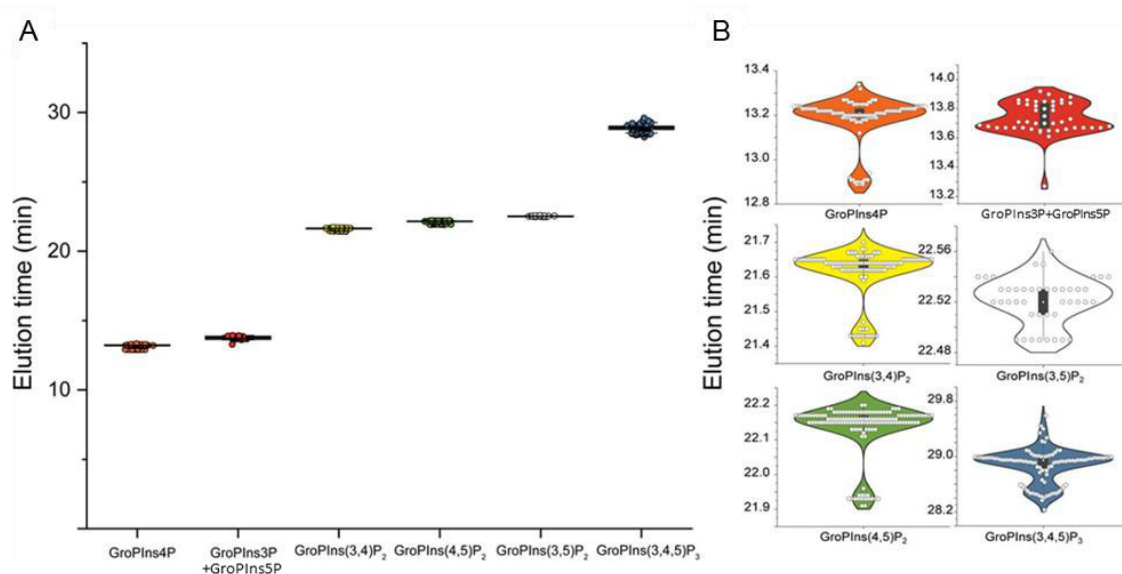 A
Elution time (min)
30
20
10
GroPIns4P
GroPIns3P
+GroPIns5P
GroPIns(3,4)P₂
GroPIns(4,5)P₂
GroPIns(3,5)P₂
GroPIns(3,4,5)P₃
B
Elution time (min)
13.4
13.2
13.0
12.8
GroPIns4P
14.0
13.8
13.6
13.4
13.2
GroPIns3P+GroPIns5P
21.7
21.6
21.5
21.4
GroPIns(3,4)P₂
22.56
22.52
22.48
GroPIns(3,5)P₂
22.2
22.1
22.0
21.9
GroPIns(4,5)P₂
29.8
29.0
28.2
GroPIns(3,4,5)P₃